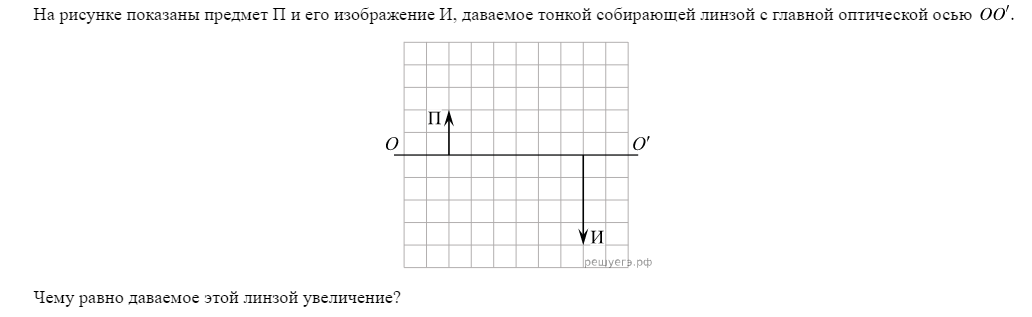 На рисунке показаны предмет П и его изображение И, даваемое тонкой собирающей линзой с главной оптической осью OO′.
П
O O′
И
решуегэ.рф
Чему равно даваемое этой линзой увеличение?